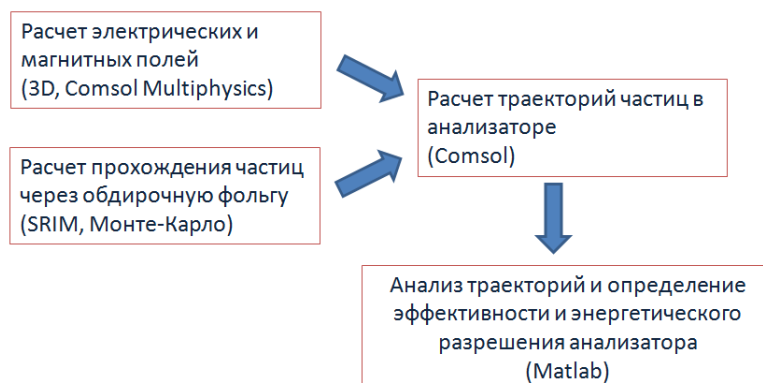 Расчет электрических и
магнитных полей
(3D, Comsol Multiphysics)
Расчет прохождения частиц
через обдирочную фольгу
(SRIM, Монте-Карло)
Расчет траекторий частиц в
анализаторе
(Comsol)
Анализ траекторий и определение
эффективности и энергетического
разрешения анализатора
(Matlab)